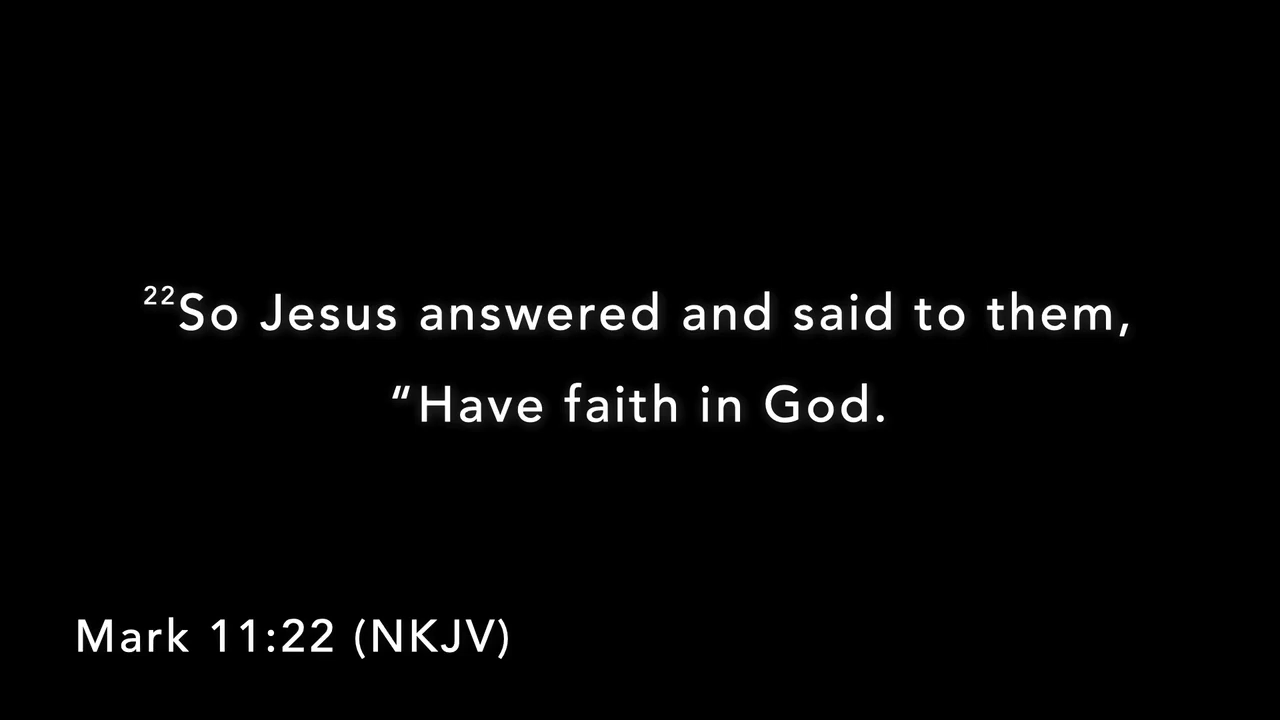 ²²So Jesus answered and said to them,
“Have faith in God.
Mark 11:22 (NKJV)